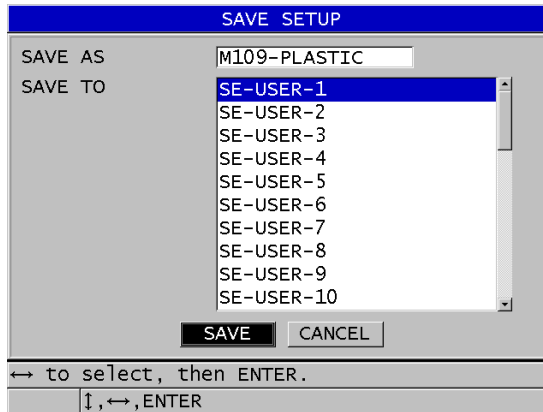 SAVE SETUP
SAVE AS M109-PLASTIC
SAVE TO
SE-USER-1
SE-USER-2
SE-USER-3
SE-USER-4
SE-USER-5
SE-USER-6
SE-USER-7
SE-USER-8
SE-USER-9
SE-USER-10
SAVE CANCEL
↔ to select, then ENTER.
↕,↔,ENTER